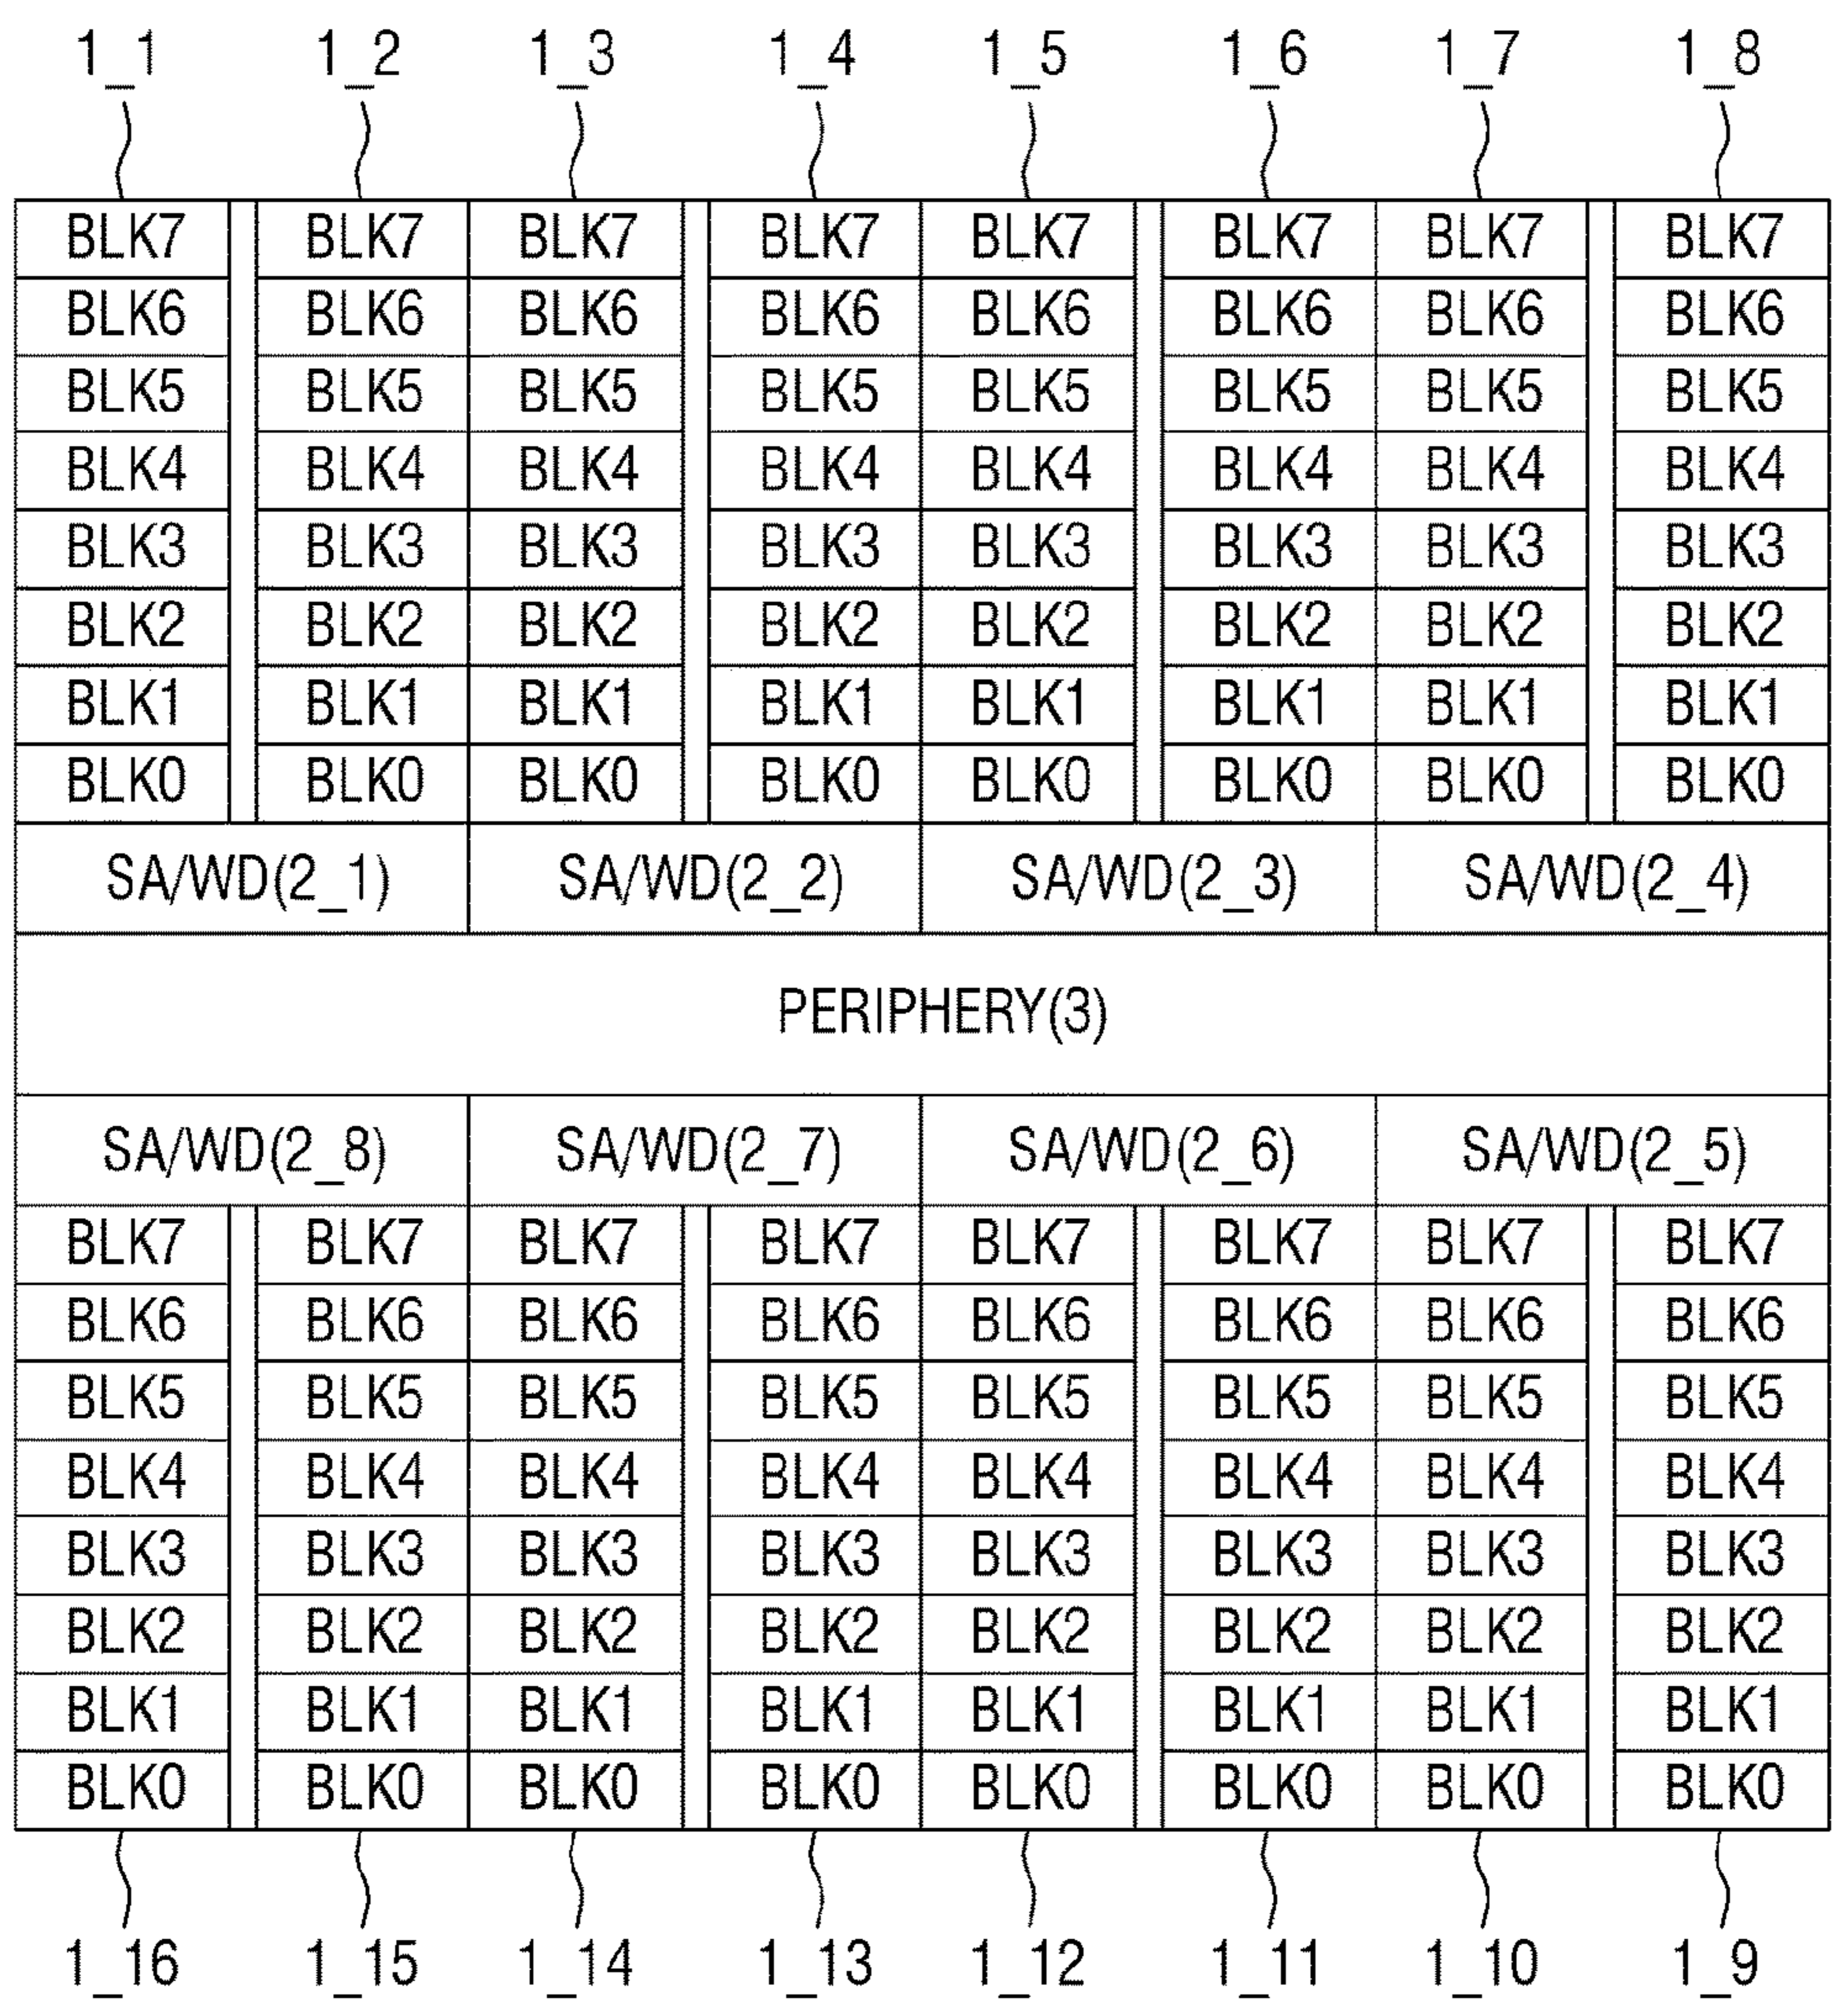 1_1 1_2 1_3 1_4 1_5 1_6 1_7 1_8
BLK7 BLK7 BLK7 BLK7 BLK7 BLK7 BLK7 BLK7
BLK6 BLK6 BLK6 BLK6 BLK6 BLK6 BLK6 BLK6
BLK5 BLK5 BLK5 BLK5 BLK5 BLK5 BLK5 BLK5
BLK4 BLK4 BLK4 BLK4 BLK4 BLK4 BLK4 BLK4
BLK3 BLK3 BLK3 BLK3 BLK3 BLK3 BLK3 BLK3
BLK2 BLK2 BLK2 BLK2 BLK2 BLK2 BLK2 BLK2
BLK1 BLK1 BLK1 BLK1 BLK1 BLK1 BLK1 BLK1
BLK0 BLK0 BLK0 BLK0 BLK0 BLK0 BLK0 BLK0
SA/WD(2_1) SA/WD(2_2) SA/WD(2_3) SA/WD(2_4)
PERIPHERY(3)
SA/WD(2_8) SA/WD(2_7) SA/WD(2_6) SA/WD(2_5)
BLK7 BLK7 BLK7 BLK7 BLK7 BLK7 BLK7 BLK7
BLK6 BLK6 BLK6 BLK6 BLK6 BLK6 BLK6 BLK6
BLK5 BLK5 BLK5 BLK5 BLK5 BLK5 BLK5 BLK5
BLK4 BLK4 BLK4 BLK4 BLK4 BLK4 BLK4 BLK4
BLK3 BLK3 BLK3 BLK3 BLK3 BLK3 BLK3 BLK3
BLK2 BLK2 BLK2 BLK2 BLK2 BLK2 BLK2 BLK2
BLK1 BLK1 BLK1 BLK1 BLK1 BLK1 BLK1 BLK1
BLK0 BLK0 BLK0 BLK0 BLK0 BLK0 BLK0 BLK0
1_16 1_15 1_14 1_13 1_12 1_11 1_10 1_9